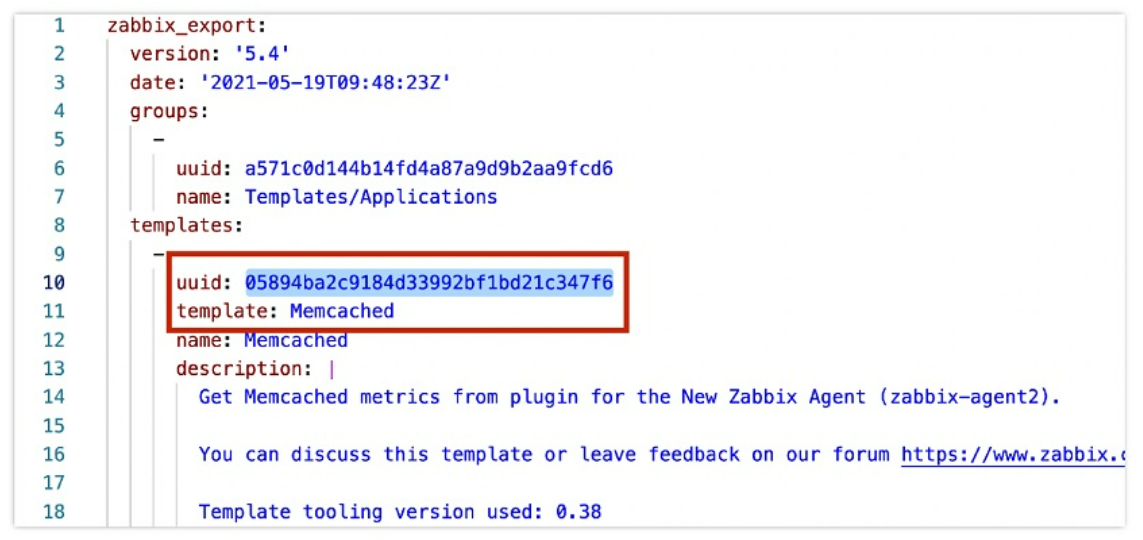 1 zabbix_export:
2 version: '5.4'
3 date: '2021-05-19T09:48:23Z'
4 groups:
5 -
6 uuid: a571c0d144b14fd4a87a9d9b2aa9fcd6
7 name: Templates/Applications
8 templates:
9 -
10 uuid: 05894ba2c9184d33992bf1bd21c347f6
11 template: Memcached
12 name: Memcached
13 description: |
14 Get Memcached metrics from plugin for the New Zabbix Agent (zabbix-agent2).
15
16 You can discuss this template or leave feedback on our forum https://www.zabbix.c
17
18 Template tooling version used: 0.38